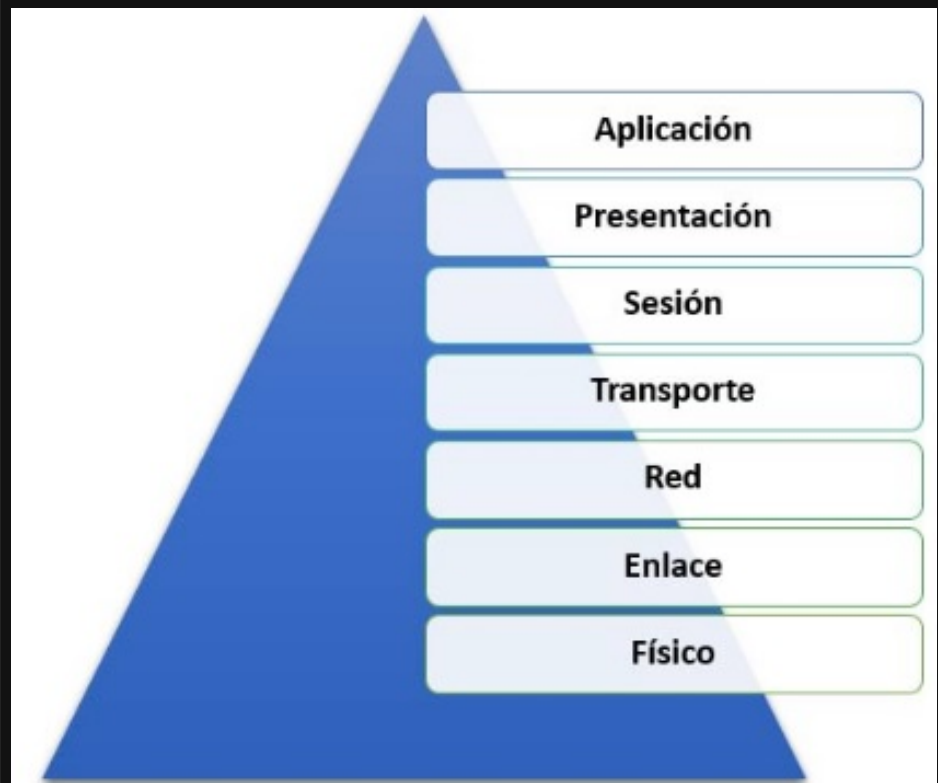 Aplicación
Presentación
Sesión
Transporte
Red
Enlace
Físico